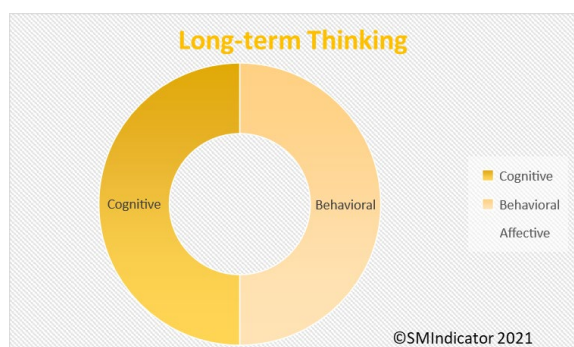 Long-term Thinking
Cognitive
Behavioral
Cognitive
Behavioral
Affective
©SMIndicator 2021